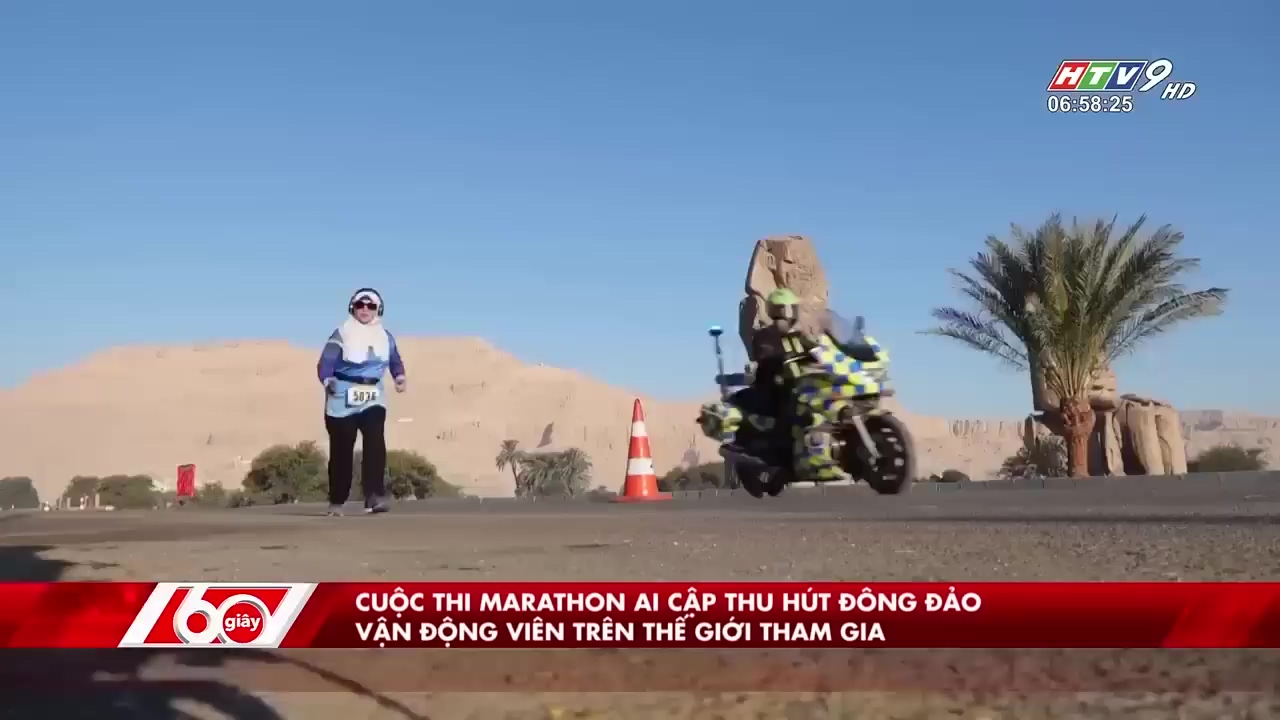 HTV9 HD
06:58:25
5036
60 giây
CUỘC THI MARATHON AI CẬP THU HÚT ĐÔNG ĐẢO
VẬN ĐỘNG VIÊN TRÊN THẾ GIỚI THAM GIA